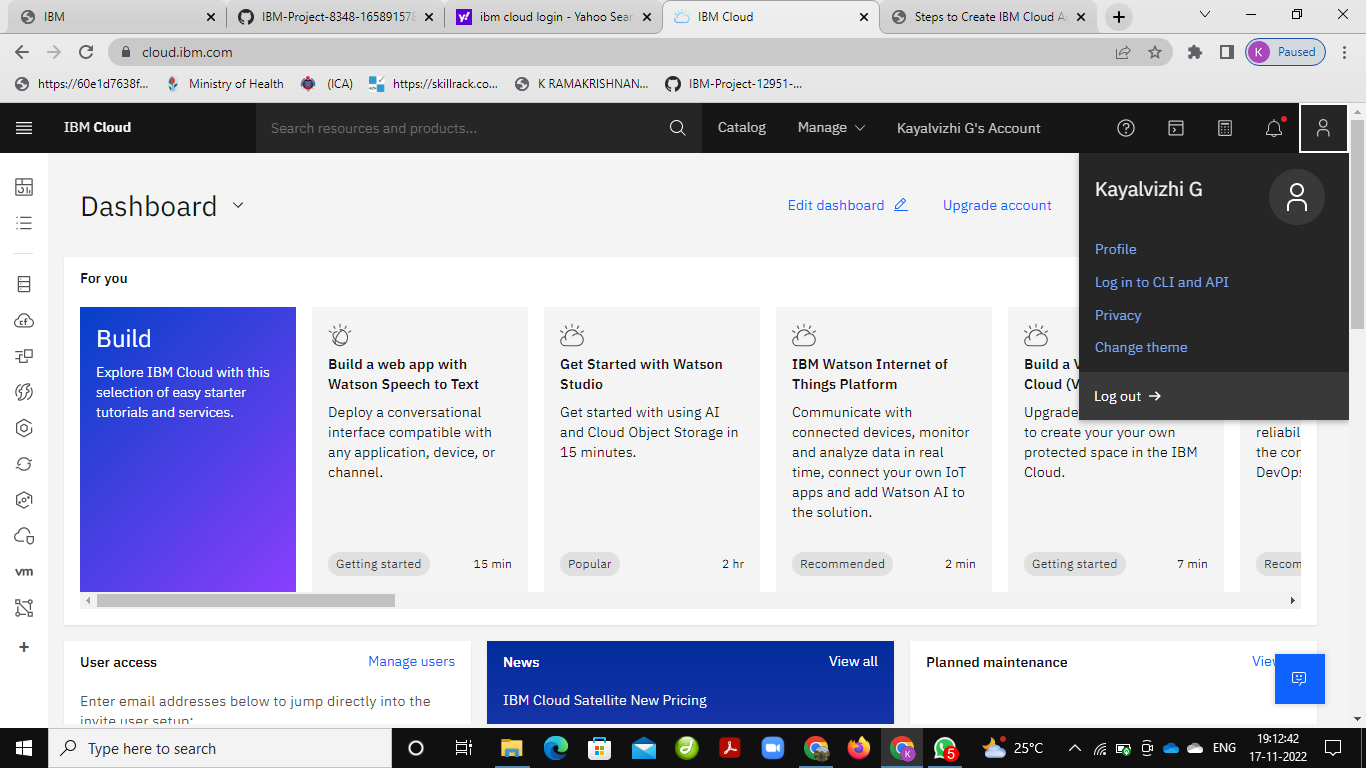 IBM
IBM-Project-8348-165891578
ibm cloud login - Yahoo Sear
IBM Cloud
Steps to Create IBM Cloud A
cloud.ibm.com
K
Paused
https://60e1d7638f...
Ministry of Health
(ICA)
https://skillrack.co...
K RAMAKRISHNAN...
IBM-Project-12951-...
IBM Cloud
Search resources and products...
Catalog
Manage
Kayalvizhi G's Account
Dashboard
Edit dashboard
Upgrade account
Kayalvizhi G
Profile
Log in to CLI and API
Privacy
Change theme
Log out
For you
Build
Explore IBM Cloud with this
selection of easy starter
tutorials and services.
Build a web app with
Watson Speech to Text
Deploy a conversational
interface compatible with
any application, device, or
channel.
Getting started
15 min
Get Started with Watson
Studio
Get started with using AI
and Cloud Object Storage in
15 minutes.
Popular
2 hr
IBM Watson Internet of
Things Platform
Communicate with
connected devices, monitor
and analyze data in real
time, connect your own IoT
apps and add Watson AI to
the solution.
Recommended
2 min
Build a V
Cloud (V
Upgrade
to create your your own
protected space in the IBM
Cloud.
Getting started
7 min
reliabil
the con
DevOps
Recom
cf
vm
User access
Manage users
Enter email addresses below to jump directly into the
invite user setup:
News
View all
IBM Cloud Satellite New Pricing
Planned maintenance
View
Type here to search
K
5
25°C
ENG
19:12:42
17-11-2022